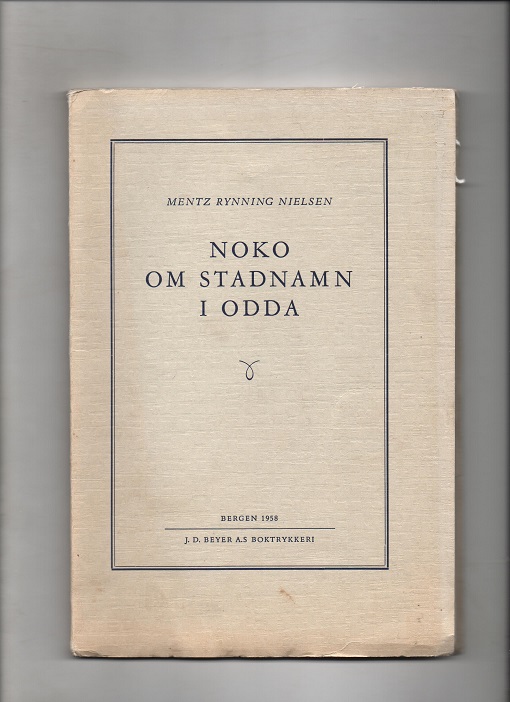 MENTZ RYNNING NIELSEN
NOKO
OM STADNAMN
I ODDA
BERGEN 1958
J. D. BEYER A.S BOKTRYKKERI